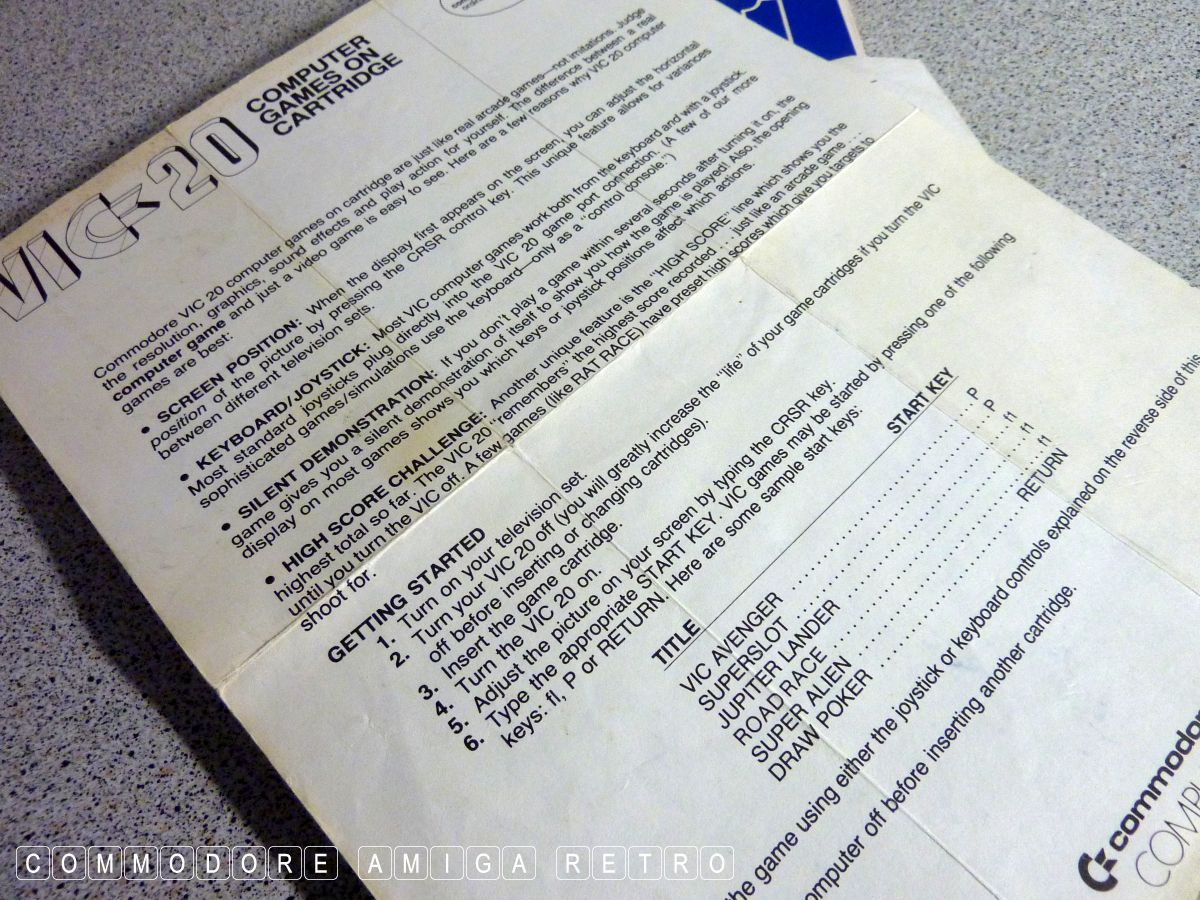 VIC 20
COMPUTER
GAMES ON
CARTRIDGE
Commodore VIC 20 computer games on cartridge are just like real arcade games—not imitations. Judge
the resolution, graphics, sound effects and play action for yourself. The difference between a real
computer game and just a video game is easy to see. Here are a few reasons why VIC 20 computer
games are best:
• SCREEN POSITION: When the display first appears on the screen, you can adjust the horizontal
position of the picture by pressing the CRSR control key. This unique feature allows for variances
between different television sets.
• KEYBOARD/JOYSTICK: Most VIC computer games work both from the keyboard and with a joystick
Most standard joysticks plug directly into the VIC 20 game port connection. (A few of our more
sophisticated games/simulations use the keyboard—only as a "control console.")
• SILENT DEMONSTRATION: If you don't play a game within several seconds after turning it on, the
game gives you a silent demonstration of itself to show you how the game is played! Also, the opening
display on most games shows you which keys or joystick positions affect which actions.
• HIGH SCORE CHALLENGE: Another unique feature is the "HIGH SCORE" line which shows you the
highest total so far. The VIC 20 "remembers" the highest score recorded . . . just like an arcade game . . .
until you turn the VIC off. A few games (like RAT RACE) have preset high scores which give you targets to
shoot for.
GETTING STARTED
1. Turn on your television set.
2. Turn your VIC 20 off (you will greatly increase the "life" of your game cartridges if you turn the VIC
off before inserting or changing cartridges).
3. Insert the game cartridge.
4. Turn the VIC 20 on.
5. Adjust the picture on your screen by typing the CRSR key.
6. Type the appropriate START KEY. VIC games may be started by pressing one of the following
keys: fl, P or RETURN. Here are some sample start keys:
TITLE START KEY
VIC AVENGER . . . . . . . . . . . . . . . . . P
SUPERSLOT . . . . . . . . . . . . . . . . . P
JUPITER LANDER . . . . . . . . . . . . . . . . . f1
ROAD RACE . . . . . . . . . . . . . . . . . f1
SUPER ALIEN . . . . . . . . . . . . . . . . . f1
DRAW POKER . . . . . . . . . . . . . . . . . RETURN
the game using either the joystick or keyboard controls explained on the reverse side of this
computer off before inserting another cartridge.
commodore
COMMODORE AMIGA RETRO